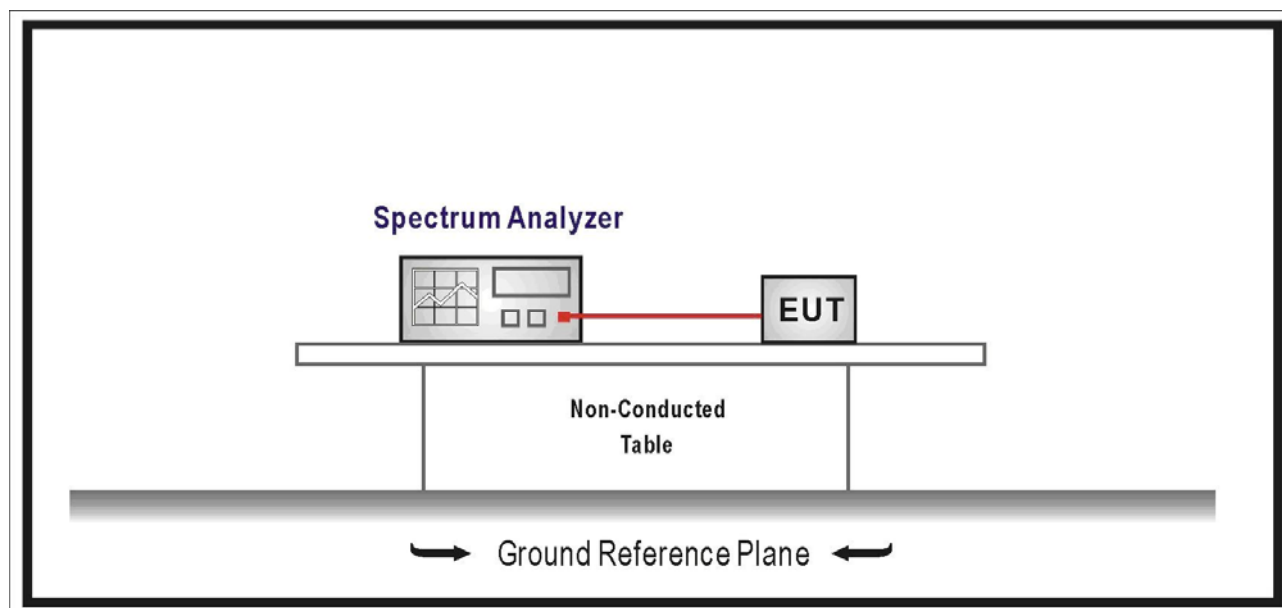 Spectrum Analyzer
EUT
Non-Conducted
Table
Ground Reference Plane